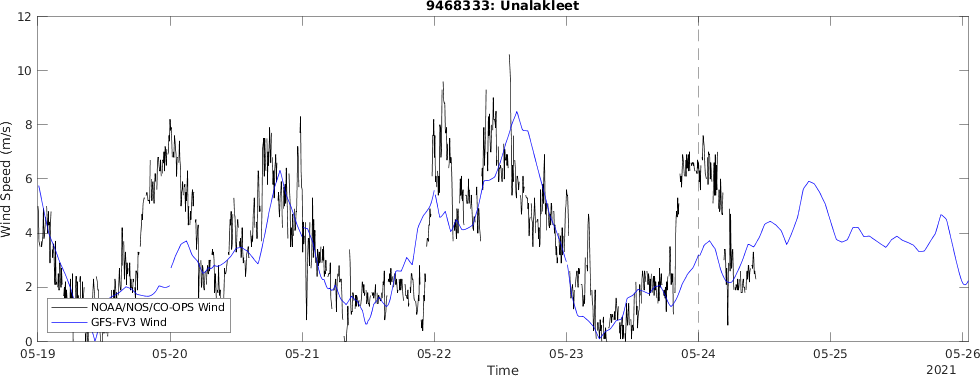 9468333: Unalakleet
Wind Speed (m/s)
12
10
8
6
4
2
0
NOAA/NOS/CO-OPS Wind
GFS-FV3 Wind
05-19 05-20 05-21 05-22 05-23 05-24 05-25 05-26
Time
2021